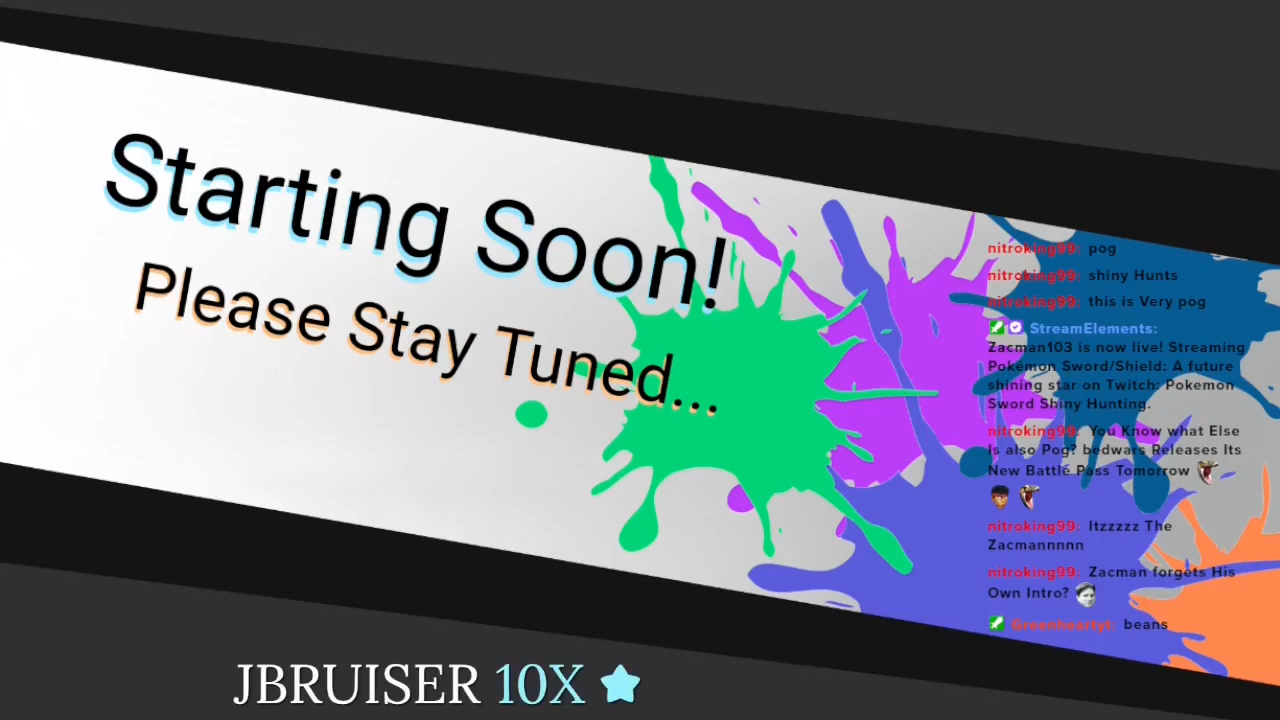 Starting Soon!
Please Stay Tuned...
nitroking99: pog
nitroking99: shiny Hunts
nitroking99: this is Very pog
StreamElements:
Zacman103 is now live! Streaming
Pokémon Sword/Shield: A future
shining star on Twitch: Pokemon
Sword Shiny Hunting.
nitroking99: You Know what Else
Is also Pog? bedwars Releases Its
New Battle Pass Tomorrow
nitroking99: Itzzzzz The
Zacmannnnn
nitroking99: Zacman forgets His
Own Intro?
Greenheartyt: beans
JBRUISER 10X